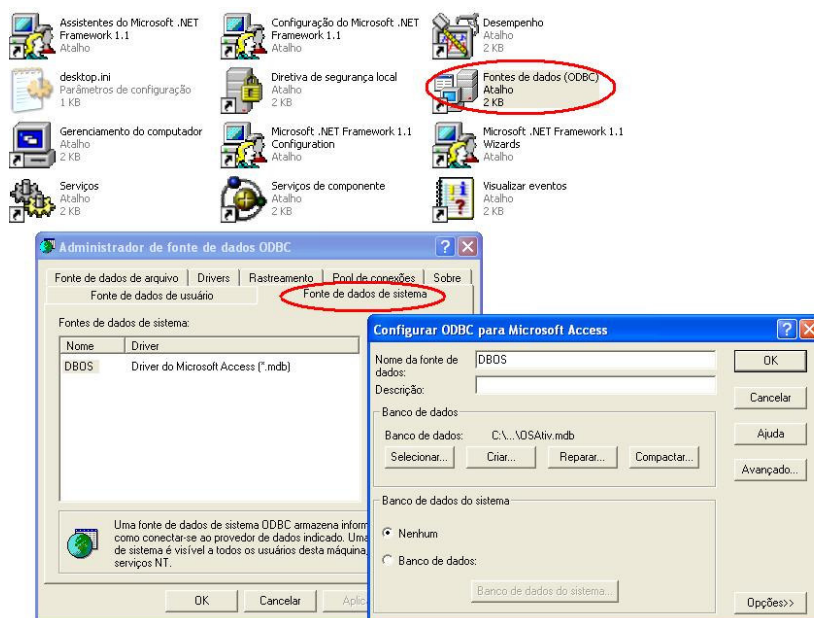 Assistentes do Microsoft .NET
Framework 1.1
Atalho
Configuração do Microsoft .NET
Framework 1.1
Atalho
Desempenho
Atalho
2 KB
desktop.ini
Parâmetros de configuração
1 KB
Diretiva de segurança local
Atalho
2 KB
Fontes de dados (ODBC)
Atalho
2 KB
Gerenciamento do computador
Atalho
2 KB
Microsoft .NET Framework 1.1
Configuration
Atalho
Microsoft .NET Framework 1.1
Wizards
Atalho
Serviços
Atalho
2 KB
Serviços de componente
Atalho
2 KB
Visualizar eventos
Atalho
2 KB
Administrador de fonte de dados ODBC
Fonte de dados de arquivo Drivers Rastreamento Pool de conexões Sobre
Fonte de dados de usuário Fonte de dados de sistema
Fontes de dados de sistema:
Nome Driver
DBOS Driver do Microsoft Access (*.mdb)
Uma fonte de dados de sistema ODBC armazena inform
como conectar-se ao provedor de dados indicado. Uma
de sistema é visível a todos os usuários desta máquina,
serviços NT.
OK Cancelar Aplic
Configurar ODBC para Microsoft Access
Nome da fonte de
dados:
DBOS
OK
Descrição:
Cancelar
Banco de dados
Banco de dados: C:\...\OSAtiv.mdb
Ajuda
Selecionar... Criar... Reparar... Compactar...
Avançado...
Banco de dados do sistema
Nenhum
Banco de dados:
Banco de dados do sistema...
Opções>>